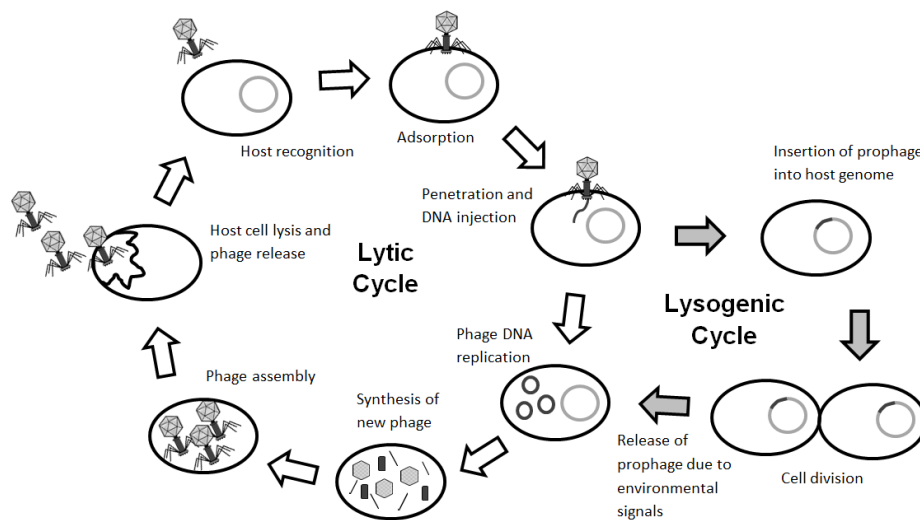 Host recognition
Adsorption
Penetration and
DNA injection
Insertion of prophage
into host genome
Host cell lysis and
phage release
Lytic
Cycle
Lysogenic
Cycle
Phage DNA
replication
Phage assembly
Synthesis of
new phage
Release of
prophage due to
environmental
signals
Cell division